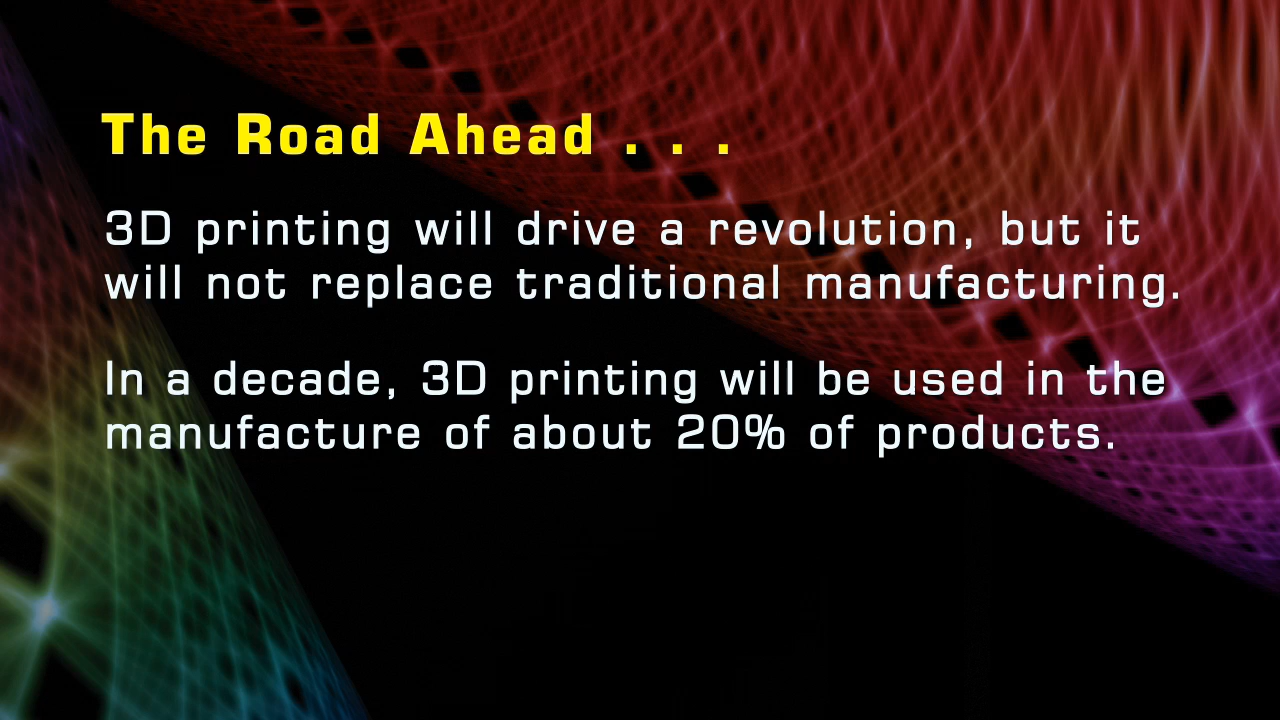 The Road Ahead . . .
3D printing will drive a revolution, but it
will not replace traditional manufacturing.
In a decade, 3D printing will be used in the
manufacture of about 20% of products.